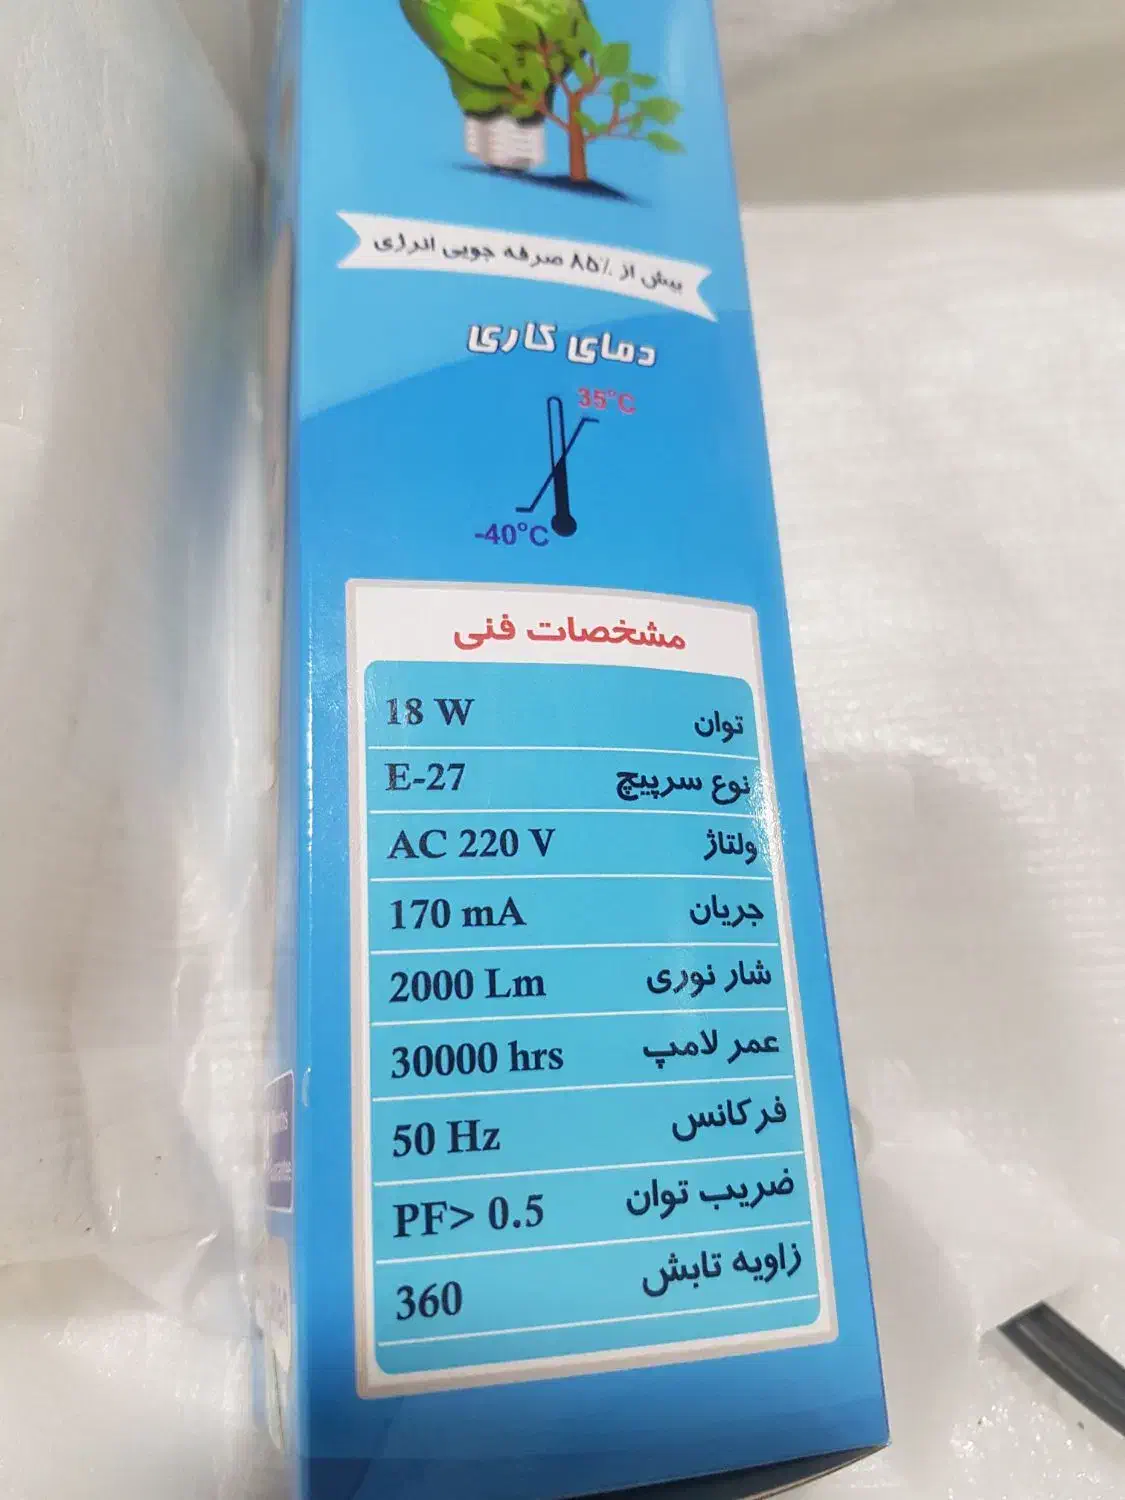 بیش از ۸۵٪ صرفه جویی انرژی
دمای کاری
35°C
-40°C
مشخصات فنی
توان 18 W
نوع سرپیچ E-27
ولتاژ AC 220 V
جریان 170 mA
شار نوری 2000 Lm
عمر لامپ 30000 hrs
فرکانس 50 Hz
ضریب توان PF> 0.5
زاویه تابش 360